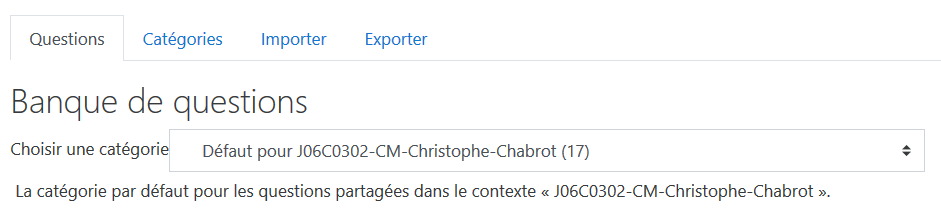 Questions Catégories Importer Exporter
Banque de questions
Choisir une catégorie Défaut pour J06C0302-CM-Christophe-Chabrot (17)
La catégorie par défaut pour les questions partagées dans le contexte « J06C0302-CM-Christophe-Chabrot ».